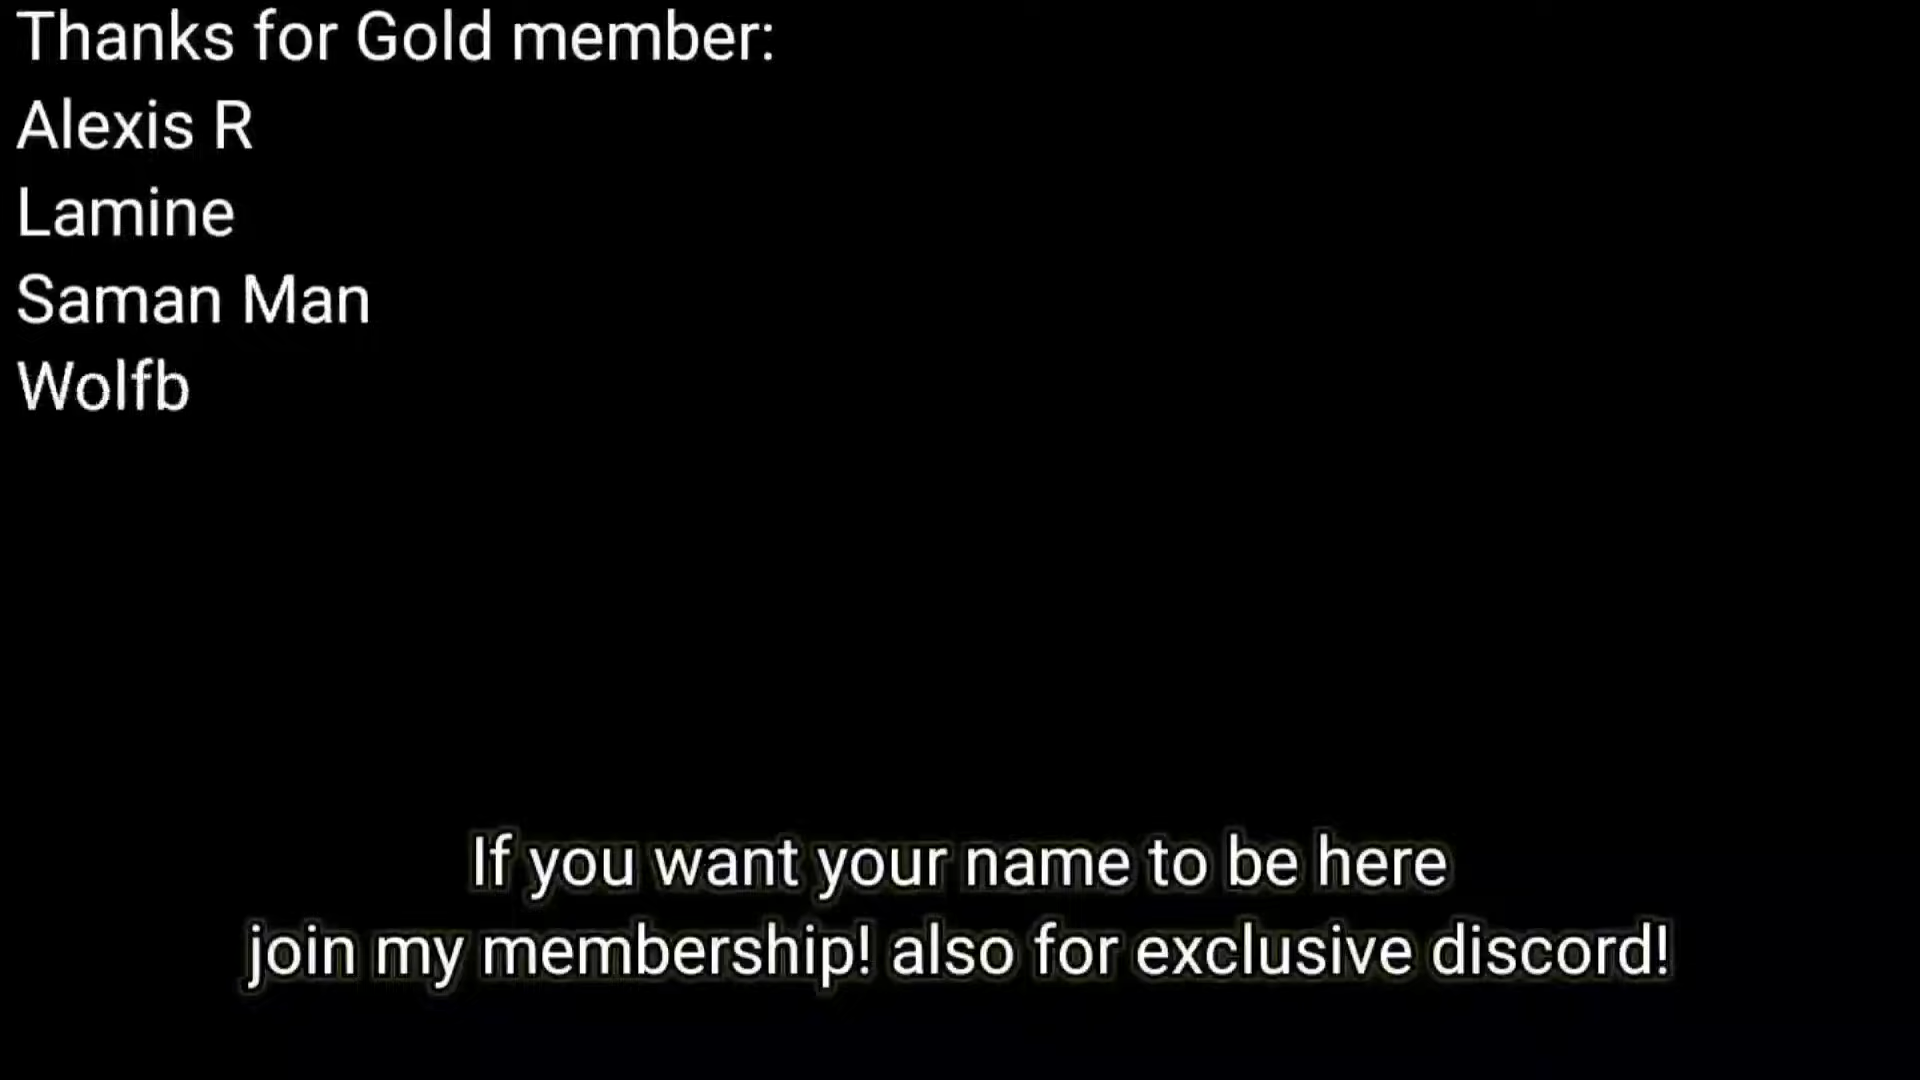 Thanks for Gold member:
Alexis R
Lamine
Saman Man
Wolfb
If you want your name to be here
join my membership! also for exclusive discord!